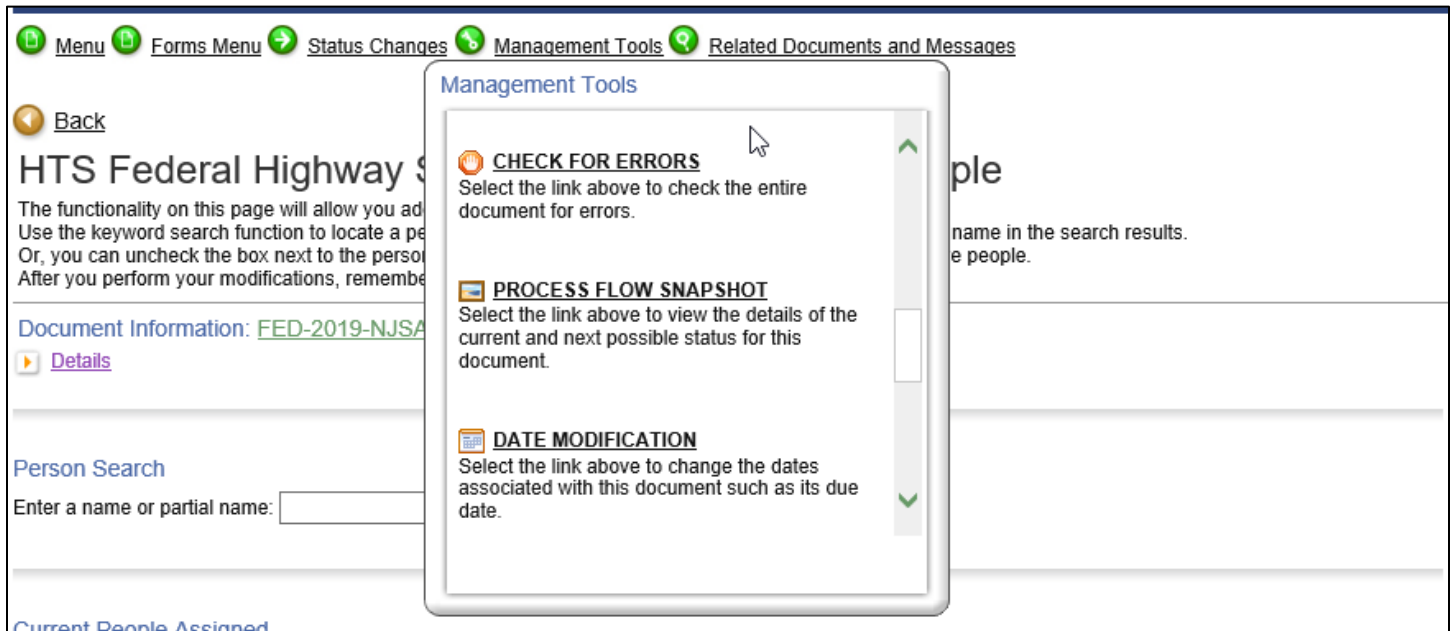 Menu Forms Menu Status Changes Management Tools Related Documents and Messages
Management Tools
Back
CHECK FOR ERRORS
Select the link above to check the entire
document for errors.
PROCESS FLOW SNAPSHOT
Select the link above to view the details of the
current and next possible status for this
document.
DATE MODIFICATION
Select the link above to change the dates
associated with this document such as its due
date.
HTS Federal Highway ple
The functionality on this page will allow you ad
Use the keyword search function to locate a pe name in the search results.
Or, you can uncheck the box next to the person e people.
After you perform your modifications, remembe
Document Information: FED-2019-NJSA
Details
Person Search
Enter a name or partial name:
Current People Assigned